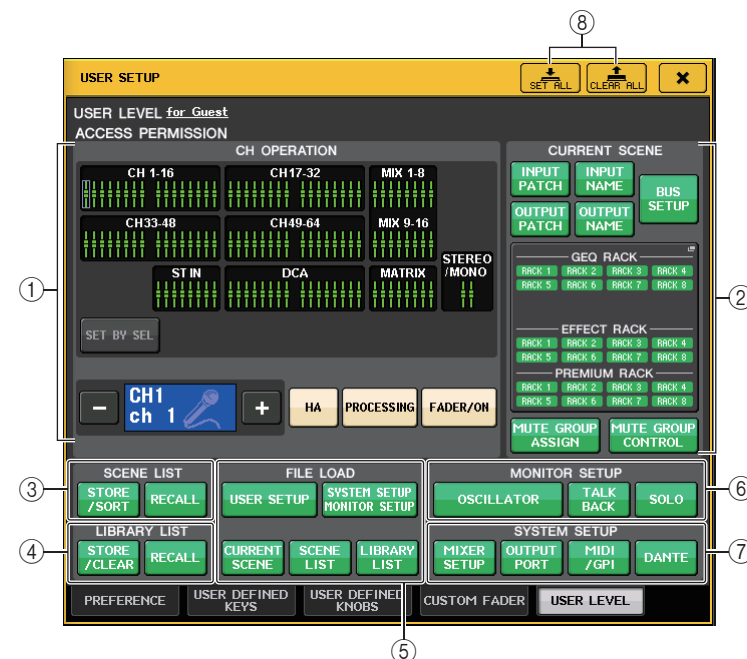 8
USER SETUP
SET ALL
CLEAR ALL
USER LEVEL for Guest
ACCESS PERMISSION
1
CH OPERATION
CH 1-16
CH17-32
MIX 1-8
CH33-48
CH49-64
MIX 9-16
STEREO
/MONO
ST IN
DCA
MATRIX
SET BY SEL
CH1
ch 1
HA
PROCESSING
FADER/ON
2
CURRENT SCENE
INPUT
PATCH
INPUT
NAME
BUS
SETUP
OUTPUT
PATCH
OUTPUT
NAME
GEQ RACK
RACK 1 RACK 2 RACK 3 RACK 4
RACK 5 RACK 6 RACK 7 RACK 8
EFFECT RACK
RACK 1 RACK 2 RACK 3 RACK 4
RACK 5 RACK 6 RACK 7 RACK 8
PREMIUM RACK
RACK 1 RACK 2 RACK 3 RACK 4
RACK 5 RACK 6 RACK 7 RACK 8
MUTE GROUP
ASSIGN
MUTE GROUP
CONTROL
3
SCENE LIST
STORE
/SORT
RECALL
4
LIBRARY LIST
STORE
/CLEAR
RECALL
FILE LOAD
USER SETUP
SYSTEM SETUP
MONITOR SETUP
CURRENT
SCENE
SCENE
LIST
LIBRARY
LIST
5
MONITOR SETUP
OSCILLATOR
TALK
BACK
SOLO
6
SYSTEM SETUP
MIXER
SETUP
OUTPUT
PORT
MIDI
/GPI
DANTE
7
PREFERENCE
USER DEFINED
KEYS
USER DEFINED
KNOBS
CUSTOM FADER
USER LEVEL